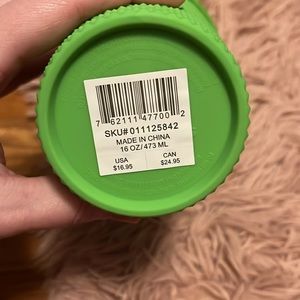 7 62111 47700 2
SKU# 011125842
MADE IN CHINA
16 OZ/473 ML
USA CAN
$16.95 $24.95